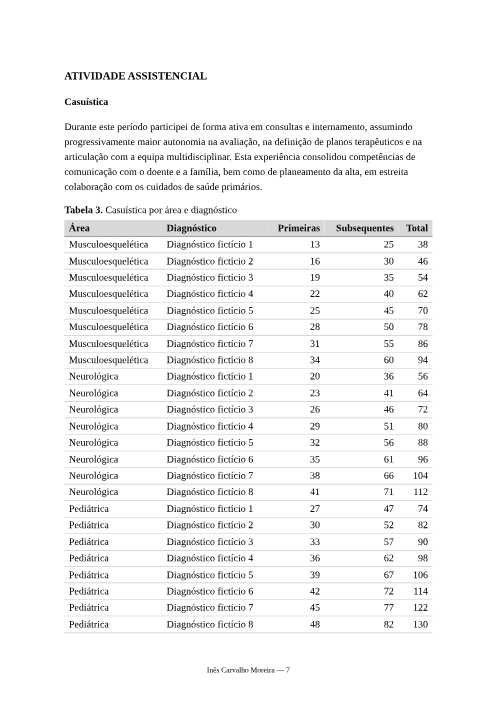 ATIVIDADE ASSISTENCIAL
Casuística
Durante este período participei de forma ativa em consultas e internamento, assumindo
progressivamente maior autonomia na avaliação, na definição de planos terapêuticos e na
articulação com a equipa multidisciplinar. Esta experiência consolidou competências de
comunicação com o doente e a família, bem como de planeamento da alta, em estreita
colaboração com os cuidados de saúde primários.
Tabela 3. Casuística por área e diagnóstico
Área Diagnóstico Primeiras Subsequentes Total
Musculoesquelética Diagnóstico fictício 1 13 25 38
Musculoesquelética Diagnóstico fictício 2 16 30 46
Musculoesquelética Diagnóstico fictício 3 19 35 54
Musculoesquelética Diagnóstico fictício 4 22 40 62
Musculoesquelética Diagnóstico fictício 5 25 45 70
Musculoesquelética Diagnóstico fictício 6 28 50 78
Musculoesquelética Diagnóstico fictício 7 31 55 86
Musculoesquelética Diagnóstico fictício 8 34 60 94
Neurológica Diagnóstico fictício 1 20 36 56
Neurológica Diagnóstico fictício 2 23 41 64
Neurológica Diagnóstico fictício 3 26 46 72
Neurológica Diagnóstico fictício 4 29 51 80
Neurológica Diagnóstico fictício 5 32 56 88
Neurológica Diagnóstico fictício 6 35 61 96
Neurológica Diagnóstico fictício 7 38 66 104
Neurológica Diagnóstico fictício 8 41 71 112
Pediátrica Diagnóstico fictício 1 27 47 74
Pediátrica Diagnóstico fictício 2 30 52 82
Pediátrica Diagnóstico fictício 3 33 57 90
Pediátrica Diagnóstico fictício 4 36 62 98
Pediátrica Diagnóstico fictício 5 39 67 106
Pediátrica Diagnóstico fictício 6 42 72 114
Pediátrica Diagnóstico fictício 7 45 77 122
Pediátrica Diagnóstico fictício 8 48 82 130
Inês Carvalho Moreira — 7